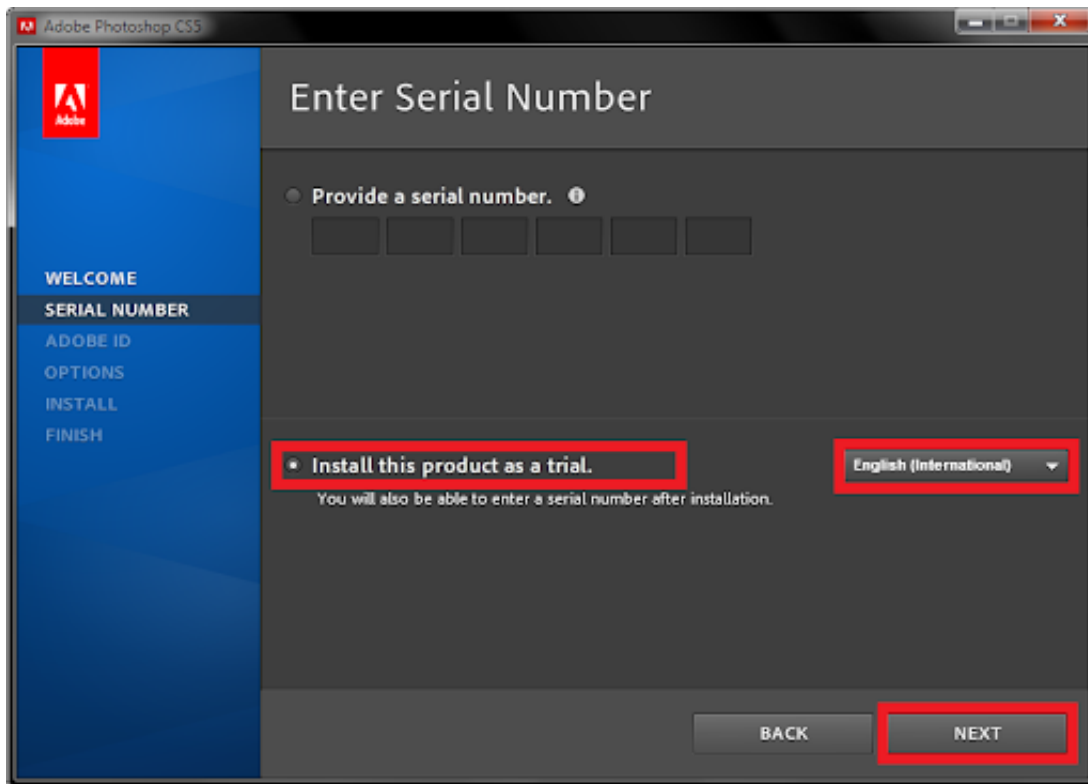 Adobe Photoshop CS5
Adobe
Enter Serial Number
Provide a serial number.
WELCOME
SERIAL NUMBER
ADOBE ID
OPTIONS
INSTALL
FINISH
Install this product as a trial.
English (International)
You will also be able to enter a serial number after installation.
BACK
NEXT